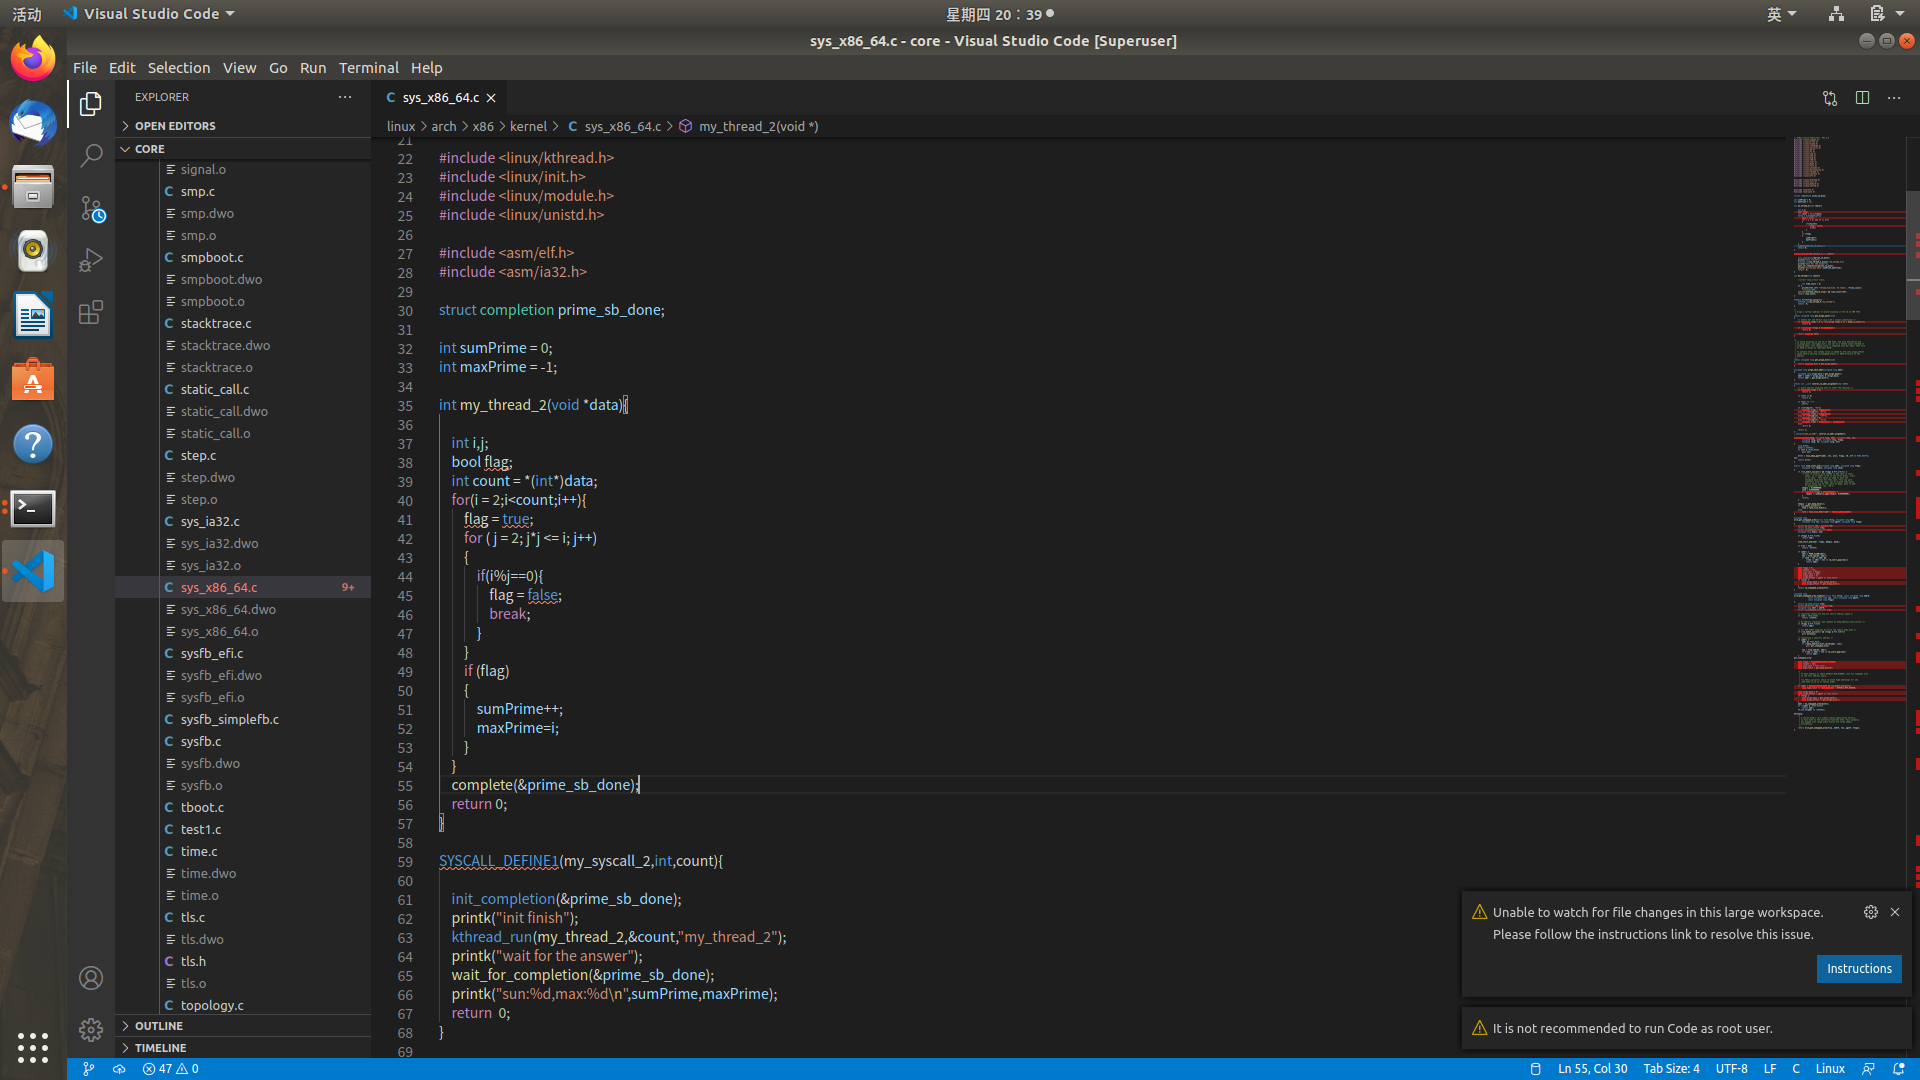 活动
Visual Studio Code
星期四 20：39
英
sys_x86_64.c - core - Visual Studio Code [Superuser]
File Edit Selection View Go Run Terminal Help
EXPLORER
OPEN EDITORS
CORE
signal.o
smp.c
smp.dwo
smp.o
smpboot.c
smpboot.dwo
smpboot.o
stacktrace.c
stacktrace.dwo
stacktrace.o
static_call.c
static_call.dwo
static_call.o
step.c
step.dwo
step.o
sys_ia32.c
sys_ia32.dwo
sys_ia32.o
sys_x86_64.c 9+
sys_x86_64.dwo
sys_x86_64.o
sysfb_efi.c
sysfb_efi.dwo
sysfb_efi.o
sysfb_simplefb.c
sysfb.c
sysfb.dwo
sysfb.o
tboot.c
test1.c
time.c
time.dwo
time.o
tls.c
tls.dwo
tls.h
tls.o
topology.c
OUTLINE
TIMELINE
sys_x86_64.c
linux > arch > x86 > kernel > C sys_x86_64.c > my_thread_2(void *)
21
22 #include <linux/kthread.h>
23 #include <linux/init.h>
24 #include <linux/module.h>
25 #include <linux/unistd.h>
26
27 #include <asm/elf.h>
28 #include <asm/ia32.h>
29
30 struct completion prime_sb_done;
31
32 int sumPrime = 0;
33 int maxPrime = -1;
34
35 int my_thread_2(void *data){
36
37 int i,j;
38 bool flag;
39 int count = *(int*)data;
40 for(i = 2;i<count;i++){
41 flag = true;
42 for ( j = 2; j*j <= i; j++)
43 {
44 if(i%j==0){
45 flag = false;
46 break;
47 }
48 }
49 if (flag)
50 {
51 sumPrime++;
52 maxPrime=i;
53 }
54 }
55 complete(&prime_sb_done);
56 return 0;
57 }
58
59 SYSCALL_DEFINE1(my_syscall_2,int,count){
60
61 init_completion(&prime_sb_done);
62 printk("init finish");
63 kthread_run(my_thread_2,&count,"my_thread_2");
64 printk("wait for the answer");
65 wait_for_completion(&prime_sb_done);
66 printk("sun:%d,max:%d\n",sumPrime,maxPrime);
67 return 0;
68 }
69
Unable to watch for file changes in this large workspace.
Please follow the instructions link to resolve this issue.
Instructions
It is not recommended to run Code as root user.
47 0
Ln 55, Col 30 Tab Size: 4 UTF-8 LF C Linux